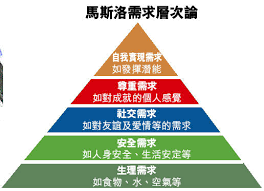 馬斯洛需求層次論
自我實現需求
如發揮潛能
尊重需求
如對成就的個人感覺
社交需求
如對友誼及愛情等的需求
安全需求
如人身安全、生活安定等
生理需求
如食物、水、空氣等